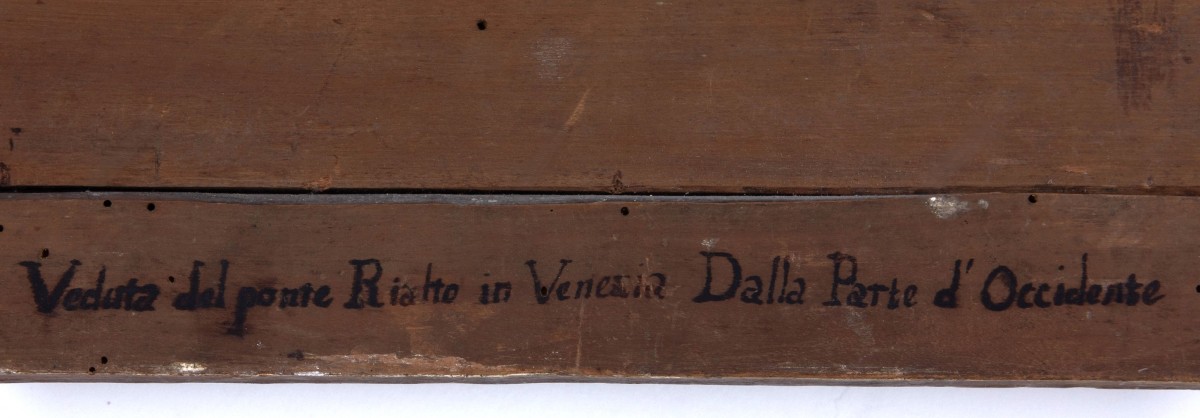 Veduta del ponte Rialto in Venezia Dalla Parte d'Occidente